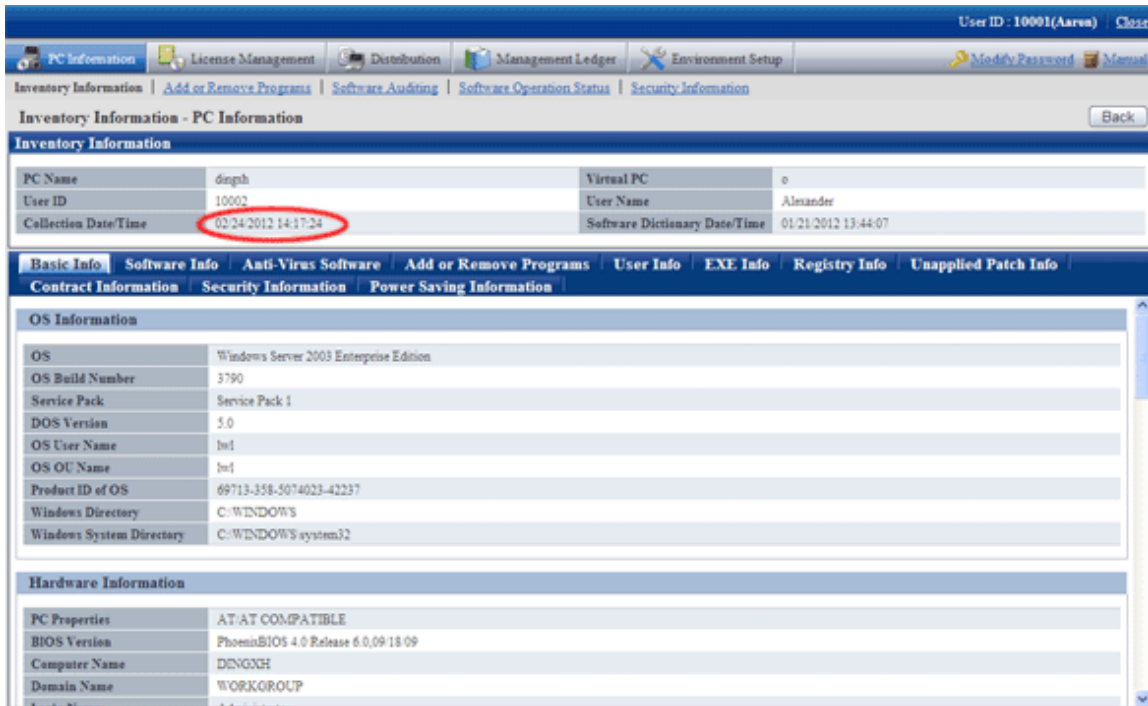 User ID : 10001(Aaron) | Close
PC Information License Management Distribution Management Ledger Environment Setup Modify Password Manual
Inventory Information | Add or Remove Programs | Software Auditing | Software Operation Status | Security Information
Inventory Information - PC Information Back
Inventory Information
PC Name Virtual PC o
User ID 10002 User Name Alexander
Collection Date/Time 02/24/2012 14:17:24 Software Dictionary Date/Time 01/21/2012 13:44:07
Basic Info Software Info Anti-Virus Software Add or Remove Programs User Info EXE Info Registry Info Unapplied Patch Info
Contract Information Security Information Power Saving Information
OS Information
OS Windows Server 2003 Enterprise Edition
OS Build Number 3790
Service Pack Service Pack 1
DOS Version 5.0
OS User Name
OS OU Name
Product ID of OS 69713-358-5074023-42237
Windows Directory C:\WINDOWS
Windows System Directory C:\WINDOWS\system32
Hardware Information
PC Properties AT/AT COMPATIBLE
BIOS Version PhoenixBIOS 4.0 Release 6.0,09/18/09
Computer Name DINGXH
Domain Name WORKGROUP